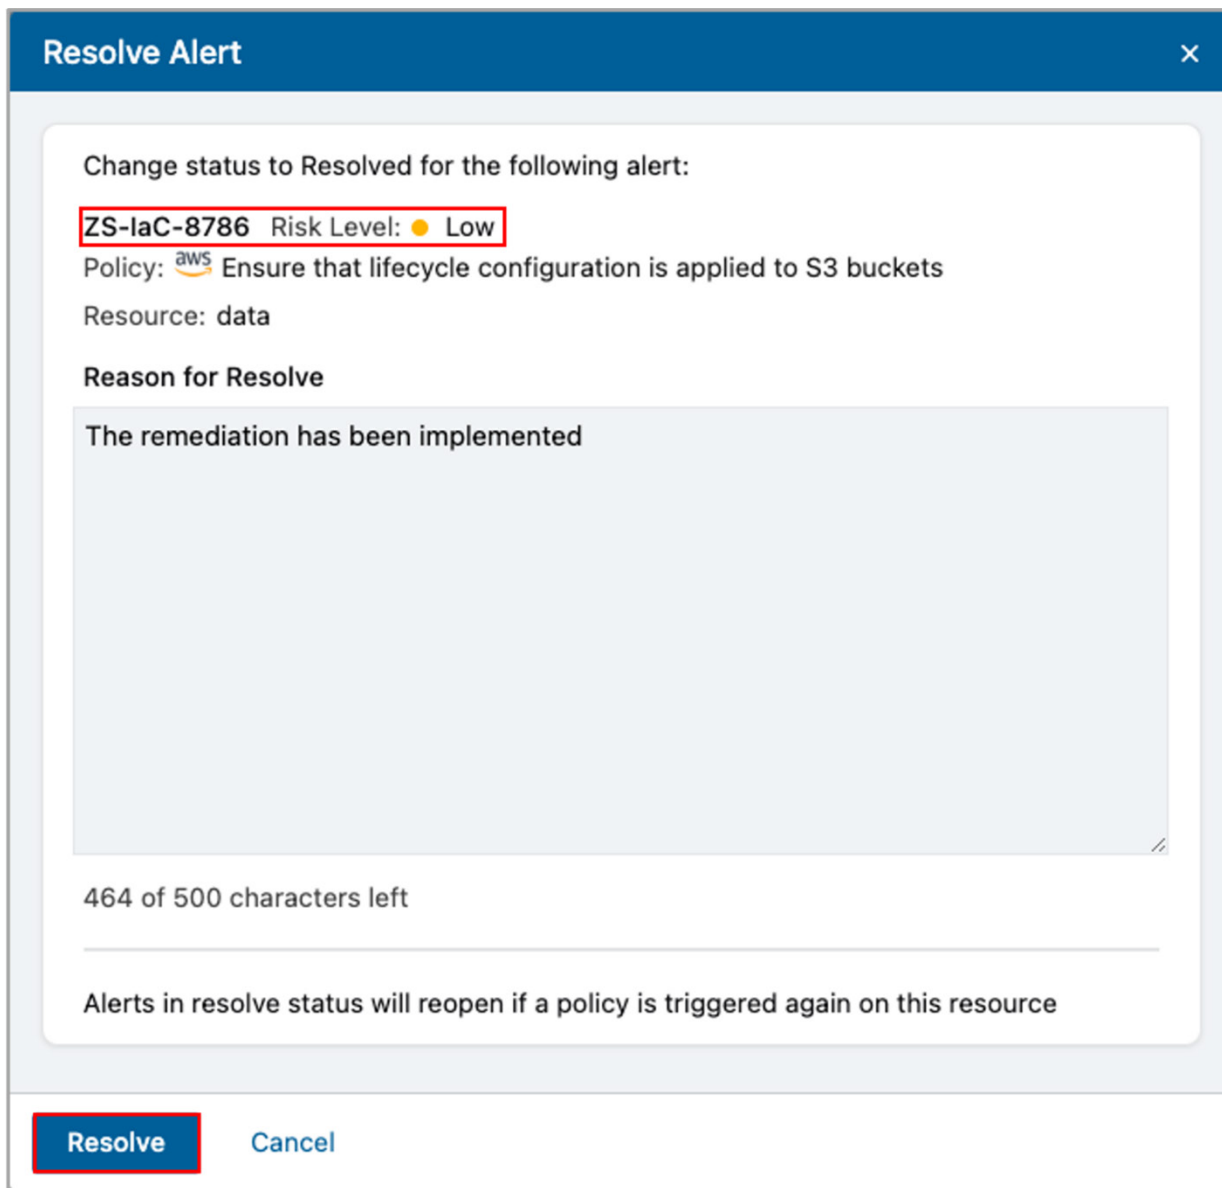 Resolve Alert
Change status to Resolved for the following alert:
ZS-IaC-8786 Risk Level: Low
Policy: aws Ensure that lifecycle configuration is applied to S3 buckets
Resource: data
Reason for Resolve
The remediation has been implemented
464 of 500 characters left
Alerts in resolve status will reopen if a policy is triggered again on this resource
Resolve Cancel